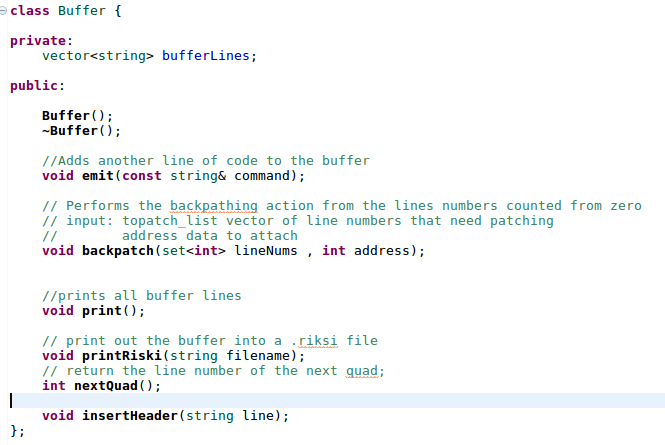 class Buffer {
private:
vector<string> bufferLines;
public:
Buffer();
~Buffer();
//Adds another line of code to the buffer
void emit(const string& command);
// Performs the backpathing action from the lines numbers counted from zero
// input: topatch_list vector of line numbers that need patching
// address data to attach
void backpatch(set<int> lineNums , int address);
//prints all buffer lines
void print();
// print out the buffer into a .riksi file
void printRiski(string filename);
// return the line number of the next quad;
int nextQuad();
void insertHeader(string line);
};